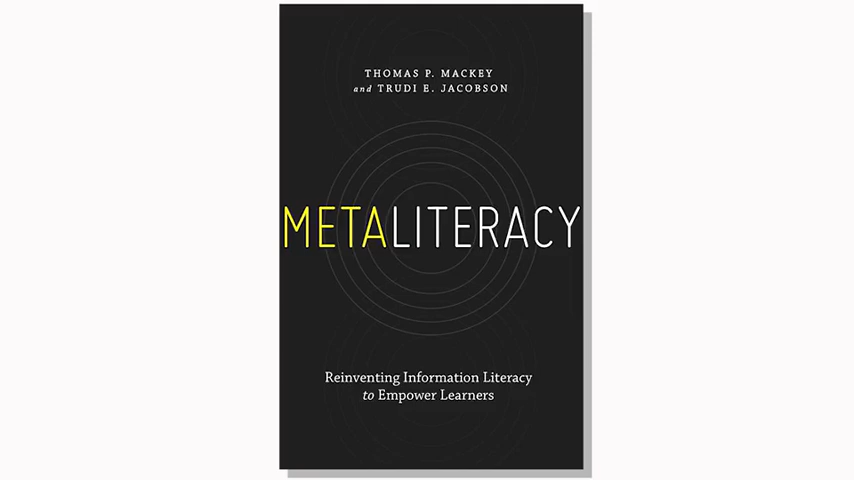 THOMAS P. MACKEY
and TRUDI E. JACOBSON
METALITERACY
Reinventing Information Literacy
to Empower Learners